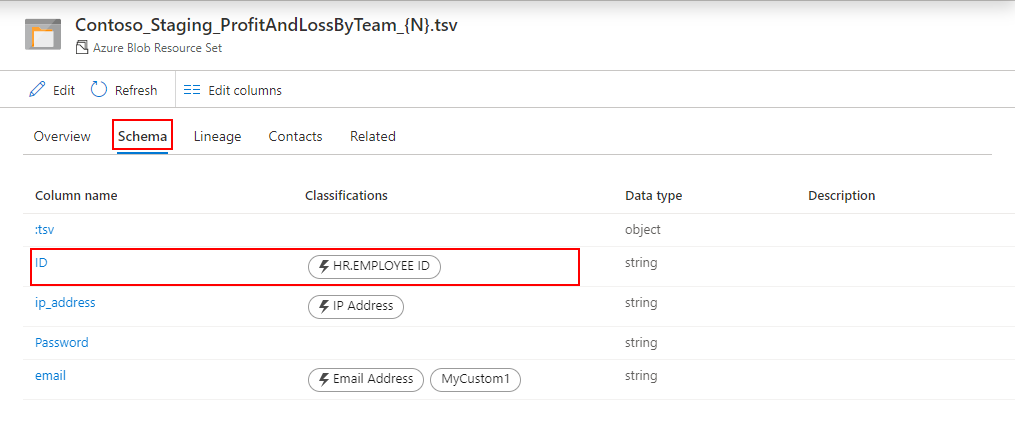 Contoso_Staging_ProfitAndLossByTeam_{N}.tsv
Azure Blob Resource Set
Edit Refresh Edit columns
Overview Schema Lineage Contacts Related
Column name Classifications Data type Description
:tsv object
ID HR.EMPLOYEE ID string
ip_address IP Address string
Password string
email Email Address MyCustom1 string